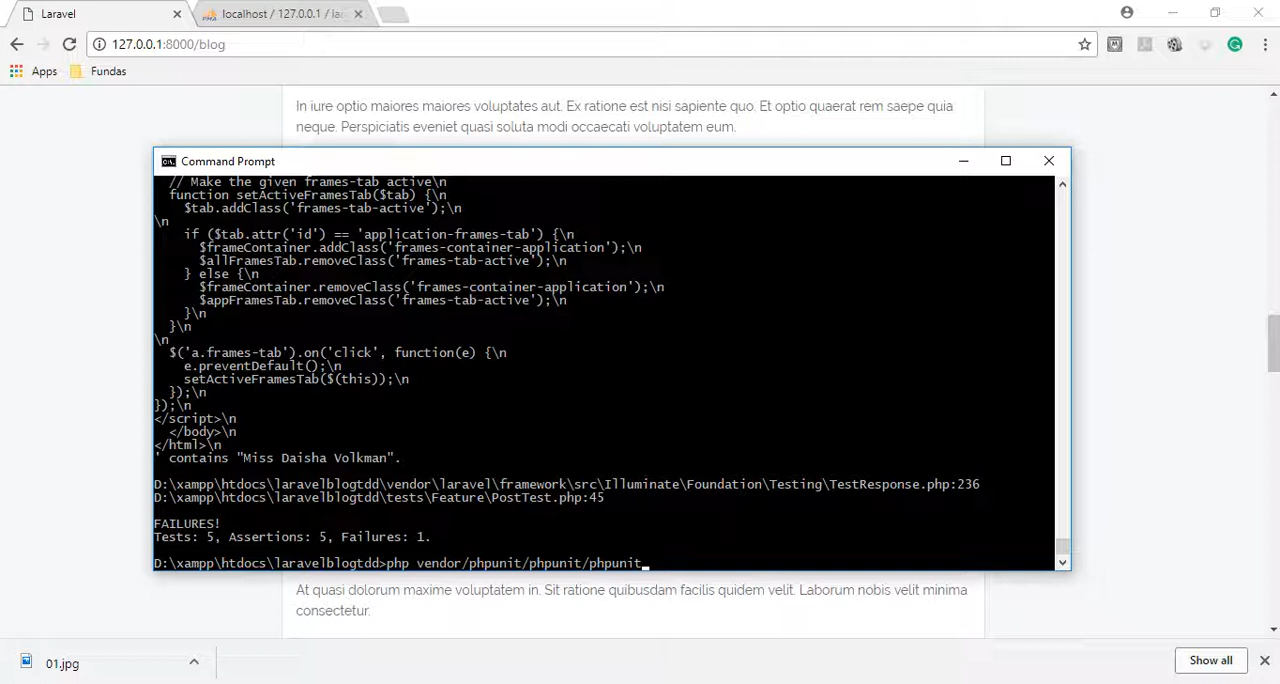 Laravel
localhost / 127.0.0.1 / lar
127.0.0.1:8000/blog
Apps
Fundas
In iure optio maiores maiores voluptates aut. Ex ratione est nisi sapiente quo. Et optio quaerat rem saepe quia
neque. Perspiciatis eveniet quasi soluta modi occaecati voluptatem eum.
Command Prompt
// Make the given frames-tab active\n
function setActiveFramesTab($tab) {\n
$tab.addClass('frames-tab-active');\n
\n
if ($tab.attr('id') == 'application-frames-tab') {\n
$frameContainer.addClass('frames-container-application');\n
$allFramesTab.removeClass('frames-tab-active');\n
} else {\n
$frameContainer.removeClass('frames-container-application');\n
$appFramesTab.removeClass('frames-tab-active');\n
}\n
}\n
\n
$('a.frames-tab').on('click', function(e) {\n
e.preventDefault();\n
setActiveFramesTab($(this));\n
});\n
});\n
</script>\n
</body>\n
</html>\n
' contains "Miss Daisha Volkman".
D:\xampp\htdocs\laravelblogtdd\vendor\laravel\framework\src\Illuminate\Foundation\Testing\TestResponse.php:236
D:\xampp\htdocs\laravelblogtdd\tests\Feature\PostTest.php:45
FAILURES!
Tests: 5, Assertions: 5, Failures: 1.
D:\xampp\htdocs\laravelblogtdd>php vendor/phpunit/phpunit/phpunit_
At quasi dolorum maxime voluptatem in. Sit ratione quibusdam facilis quidem velit. Laborum nobis velit minima
consectetur.
01.jpg
Show all